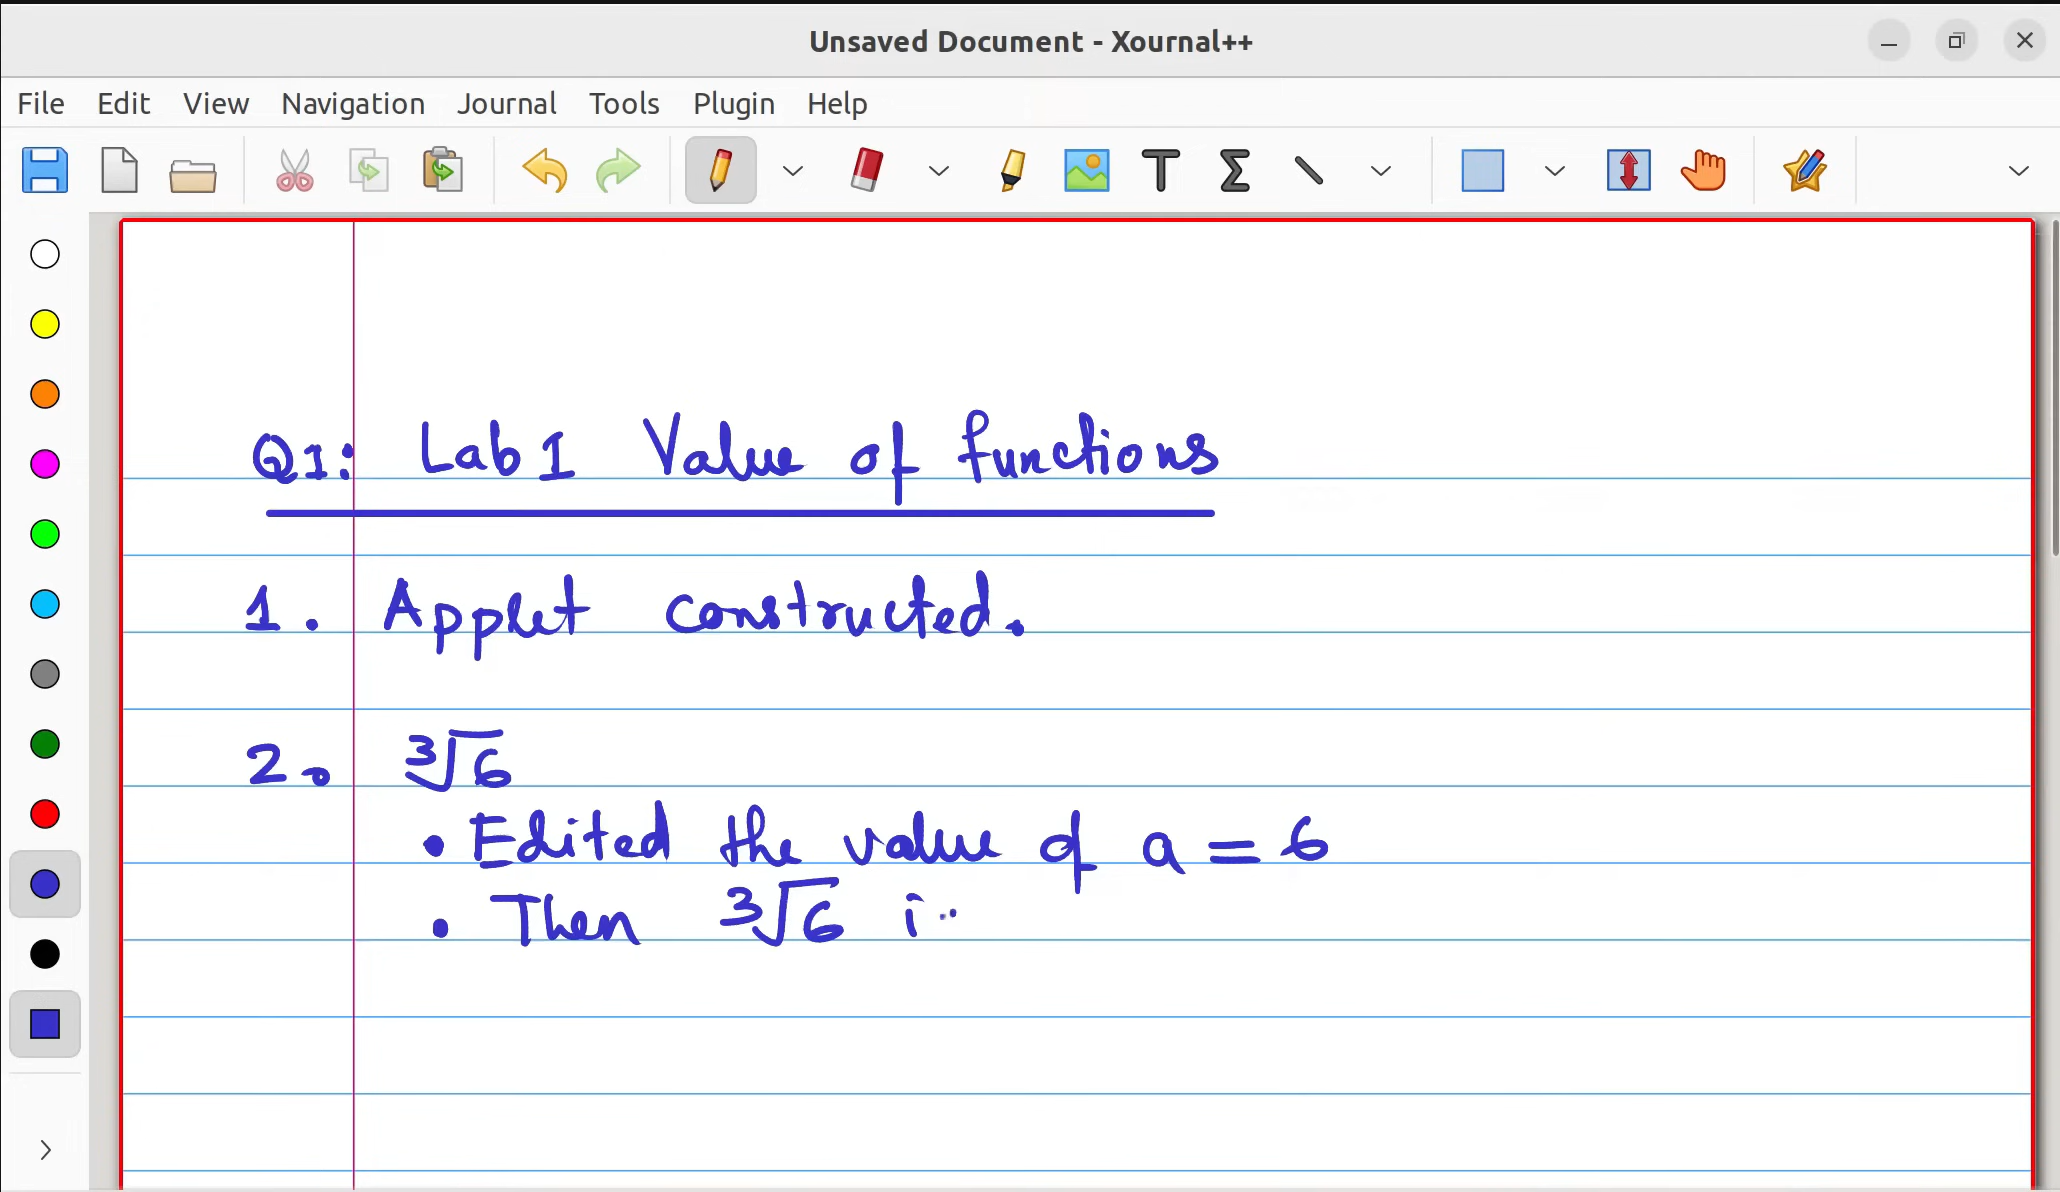 Unsaved Document - Xournal++
File Edit View Navigation Journal Tools Plugin Help
Q1: Lab 1 Value of functions
1. Applet constructed.
2. ∛6
• Edited the value of a = 6
• Then ∛6 i